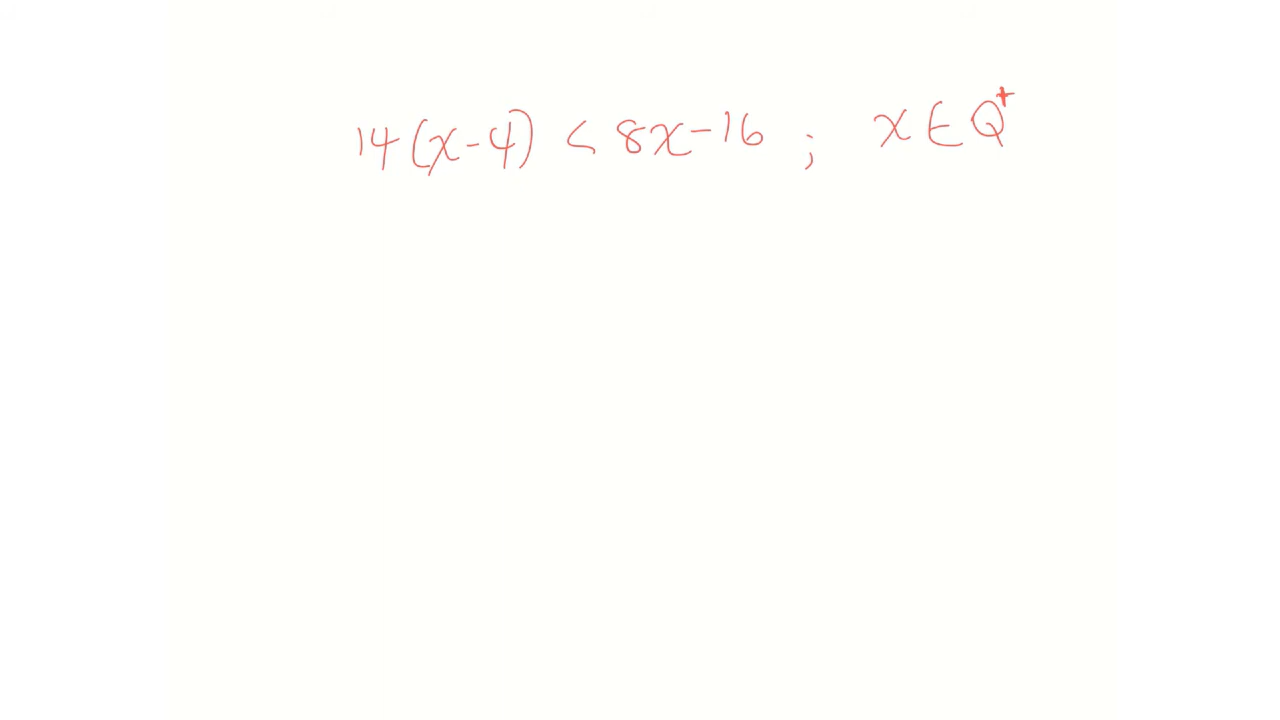 14(x-4) < 8x-16 ; x ∈ Q⁺